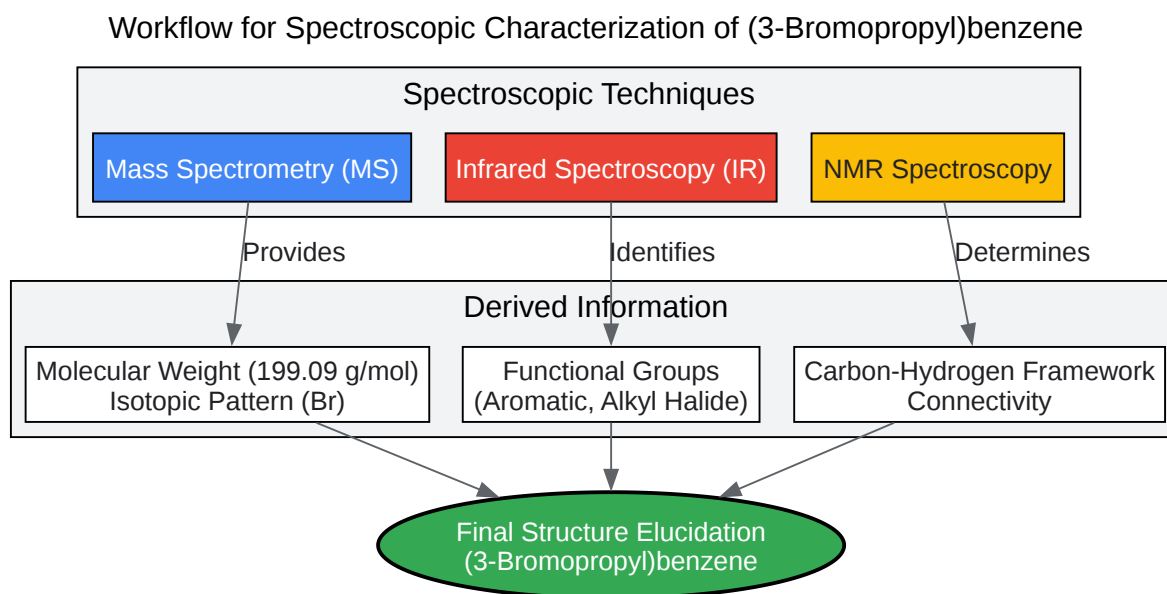 Workflow for Spectroscopic Characterization of (3-Bromopropyl)benzene
Spectroscopic Techniques
Mass Spectrometry (MS)
Infrared Spectroscopy (IR)
NMR Spectroscopy
Provides
Identifies
Determines
Derived Information
Molecular Weight (199.09 g/mol)
Isotopic Pattern (Br)
Functional Groups
(Aromatic, Alkyl Halide)
Carbon-Hydrogen Framework
Connectivity
Final Structure Elucidation
(3-Bromopropyl)benzene